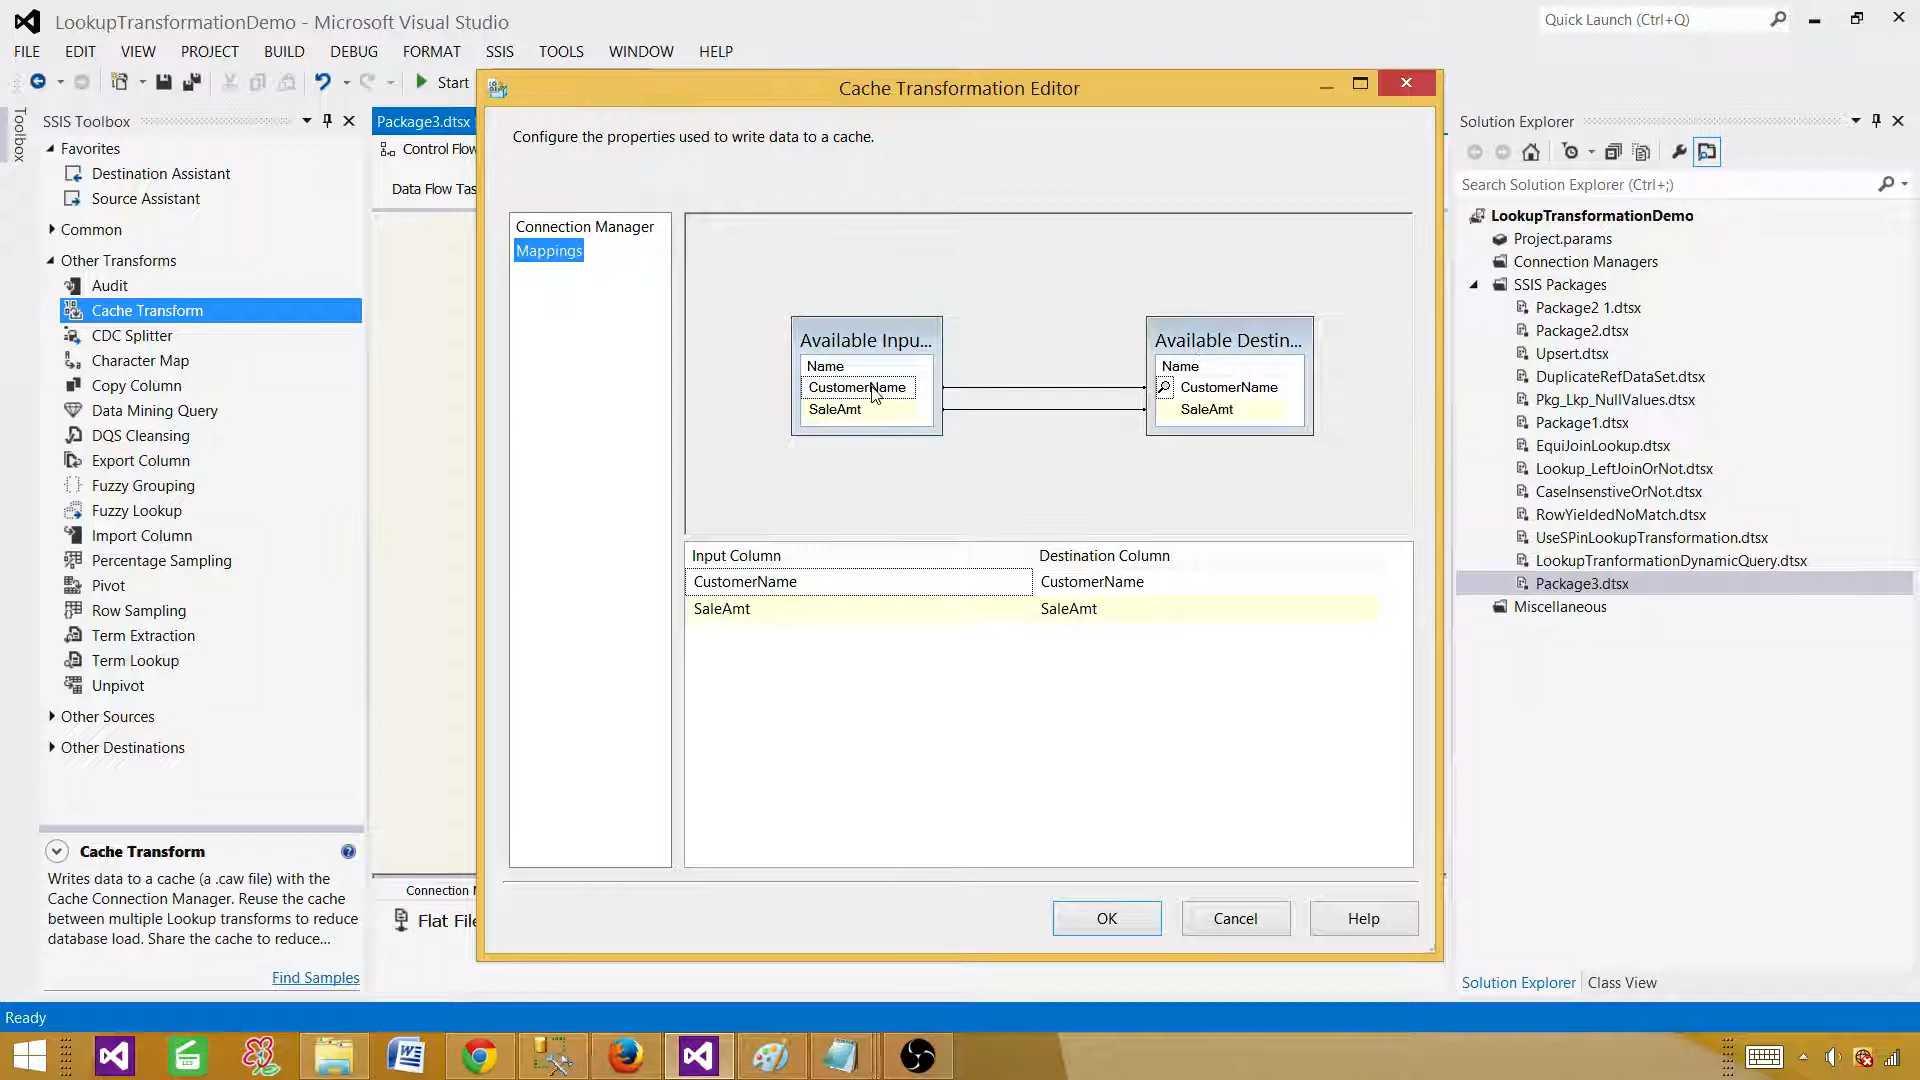 LookupTransformationDemo - Microsoft Visual Studio
Quick Launch (Ctrl+Q)
FILE EDIT VIEW PROJECT BUILD DEBUG FORMAT SSIS TOOLS WINDOW HELP
Start
Toolbox
SSIS Toolbox
Favorites
Destination Assistant
Source Assistant
Common
Other Transforms
Audit
Cache Transform
CDC Splitter
Character Map
Copy Column
Data Mining Query
DQS Cleansing
Export Column
Fuzzy Grouping
Fuzzy Lookup
Import Column
Percentage Sampling
Pivot
Row Sampling
Term Extraction
Term Lookup
Unpivot
Other Sources
Other Destinations
Cache Transform
Writes data to a cache (a .caw file) with the
Cache Connection Manager. Reuse the cache
between multiple Lookup transforms to reduce
database load. Share the cache to reduce...
Find Samples
Package3.dtsx
Control Flow
Data Flow Tas
Connection
Flat File
Cache Transformation Editor
Configure the properties used to write data to a cache.
Connection Manager
Mappings
Available Inpu...
Name
CustomerName
SaleAmt
Available Destin...
Name
CustomerName
SaleAmt
Input Column Destination Column
CustomerName CustomerName
SaleAmt SaleAmt
OK Cancel Help
Solution Explorer
Search Solution Explorer (Ctrl+;)
LookupTransformationDemo
Project.params
Connection Managers
SSIS Packages
Package2 1.dtsx
Package2.dtsx
Upsert.dtsx
DuplicateRefDataSet.dtsx
Pkg_Lkp_NullValues.dtsx
Package1.dtsx
EquiJoinLookup.dtsx
Lookup_LeftJoinOrNot.dtsx
CaseInsenstiveOrNot.dtsx
RowYieldedNoMatch.dtsx
UseSPinLookupTransformation.dtsx
LookupTranformationDynamicQuery.dtsx
Package3.dtsx
Miscellaneous
Solution Explorer Class View
Ready